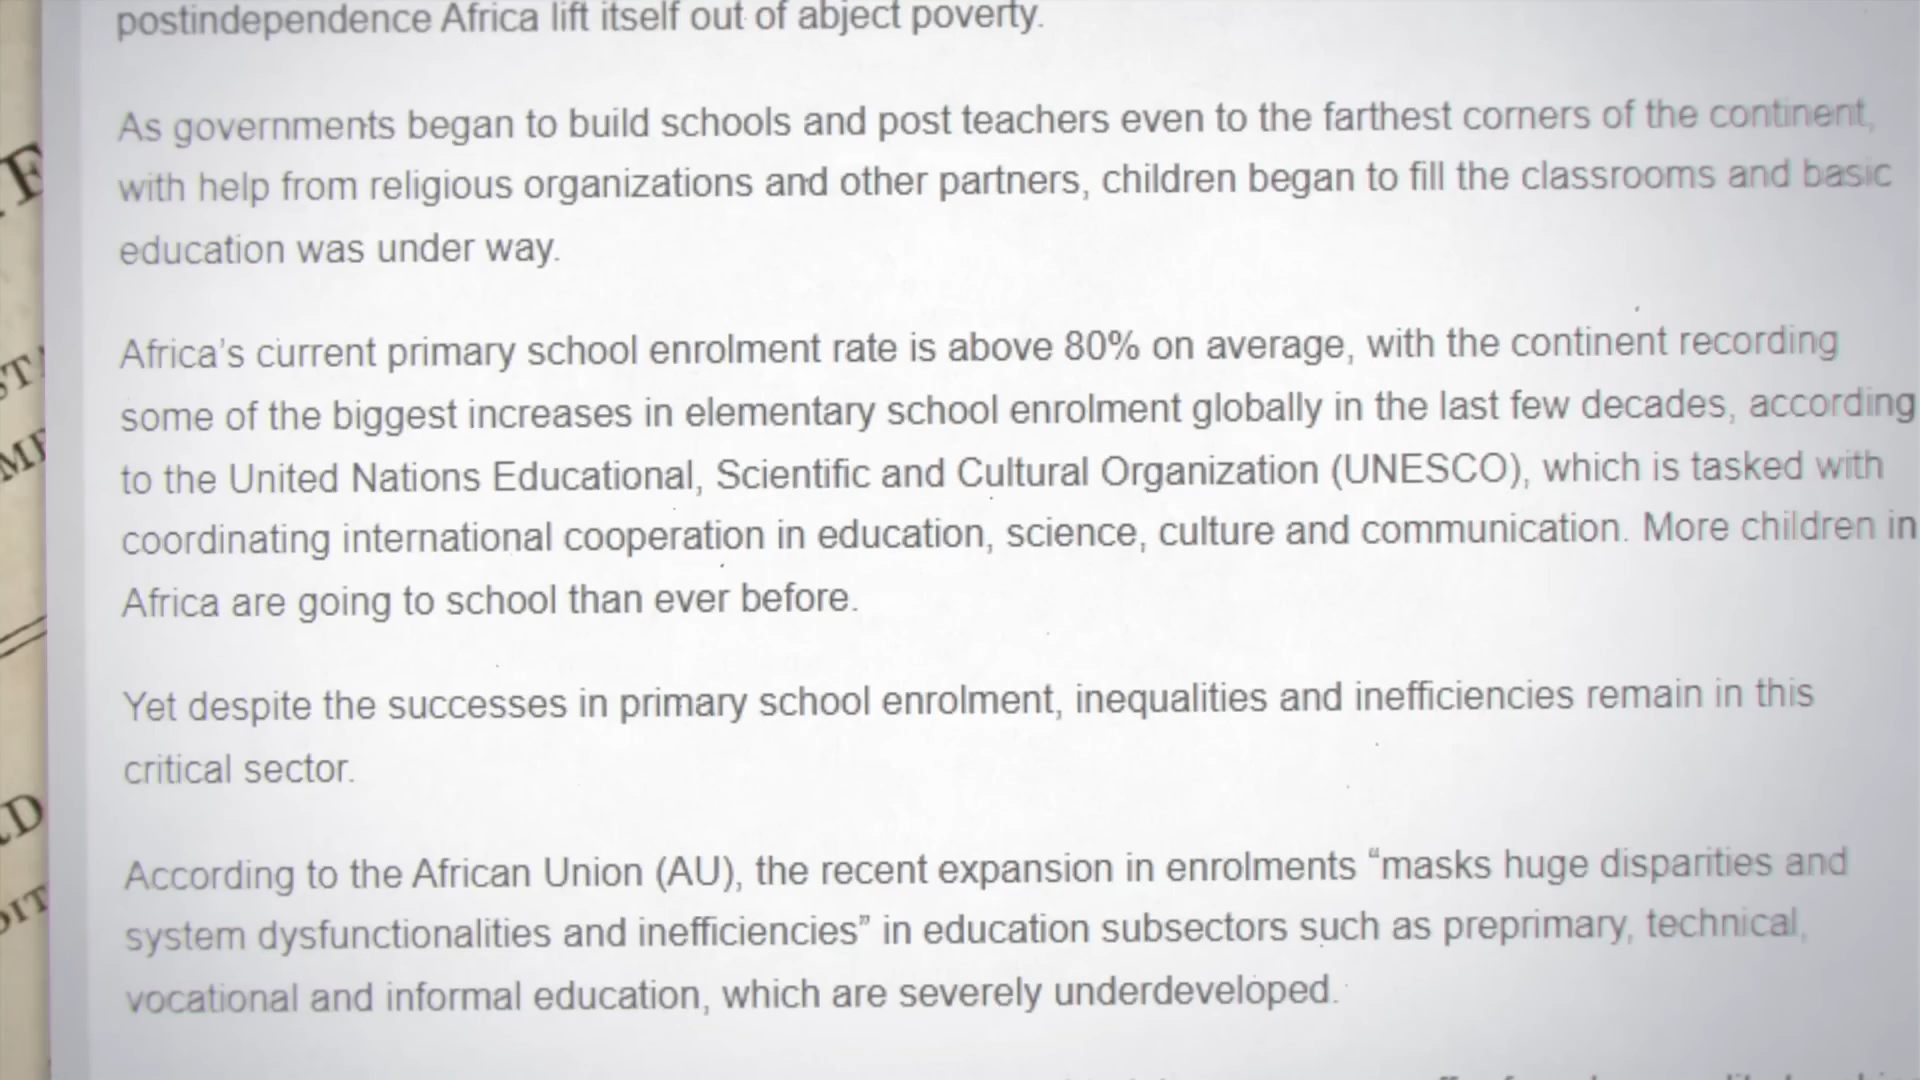 postindependence Africa lift itself out of abject poverty.
As governments began to build schools and post teachers even to the farthest corners of the continent,
with help from religious organizations and other partners, children began to fill the classrooms and basic
education was under way.
Africa's current primary school enrolment rate is above 80% on average, with the continent recording
some of the biggest increases in elementary school enrolment globally in the last few decades, according
to the United Nations Educational, Scientific and Cultural Organization (UNESCO), which is tasked with
coordinating international cooperation in education, science, culture and communication. More children in
Africa are going to school than ever before.
Yet despite the successes in primary school enrolment, inequalities and inefficiencies remain in this
critical sector.
According to the African Union (AU), the recent expansion in enrolments “masks huge disparities and
system dysfunctionalities and inefficiencies” in education subsectors such as preprimary, technical,
vocational and informal education, which are severely underdeveloped.